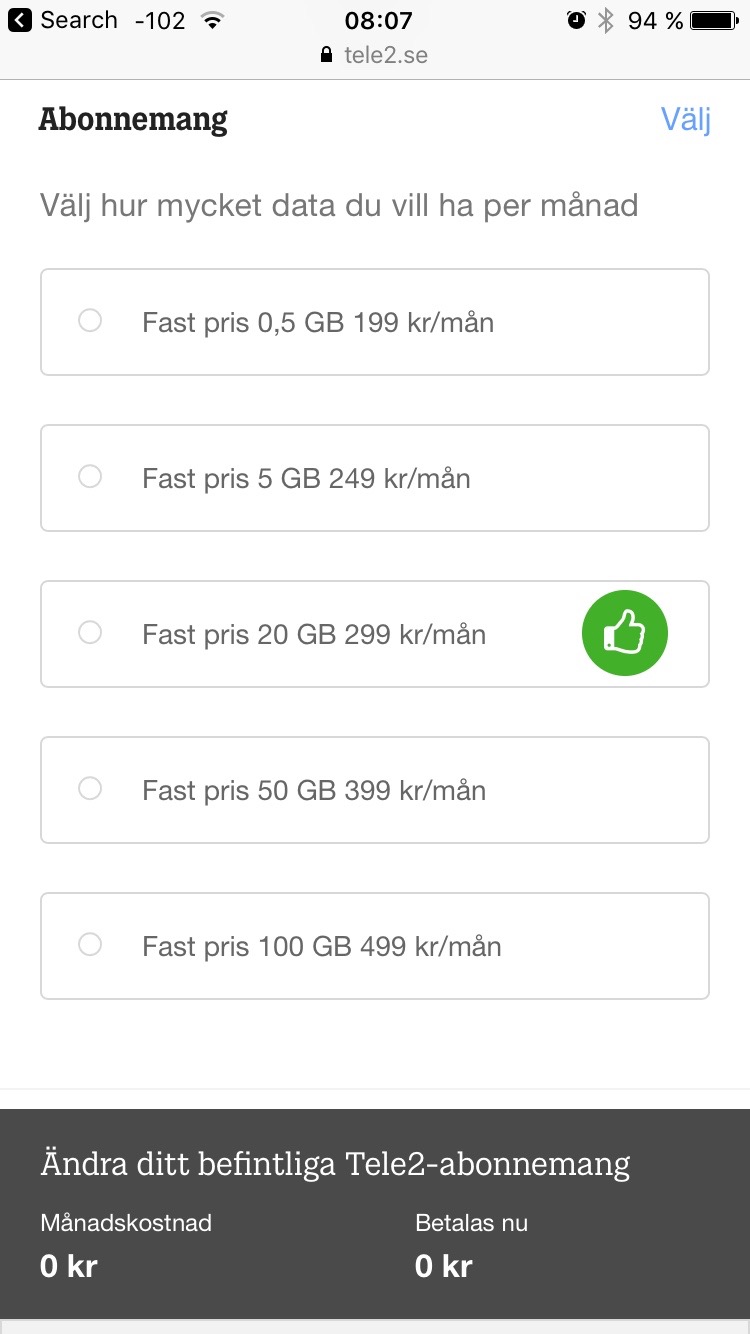 Search -102 08:07 94 %
tele2.se
Abonnemang Välj
Välj hur mycket data du vill ha per månad
Fast pris 0,5 GB 199 kr/mån
Fast pris 5 GB 249 kr/mån
Fast pris 20 GB 299 kr/mån
Fast pris 50 GB 399 kr/mån
Fast pris 100 GB 499 kr/mån
Ändra ditt befintliga Tele2-abonnemang
Månadskostnad Betalas nu
0 kr 0 kr